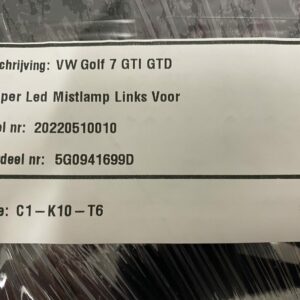 chrijving: VW Golf 7 GTI GTD
per Led Mistlamp Links Voor
el nr: 20220510010
deel nr: 5G0941699D
e: C1-K10-T6